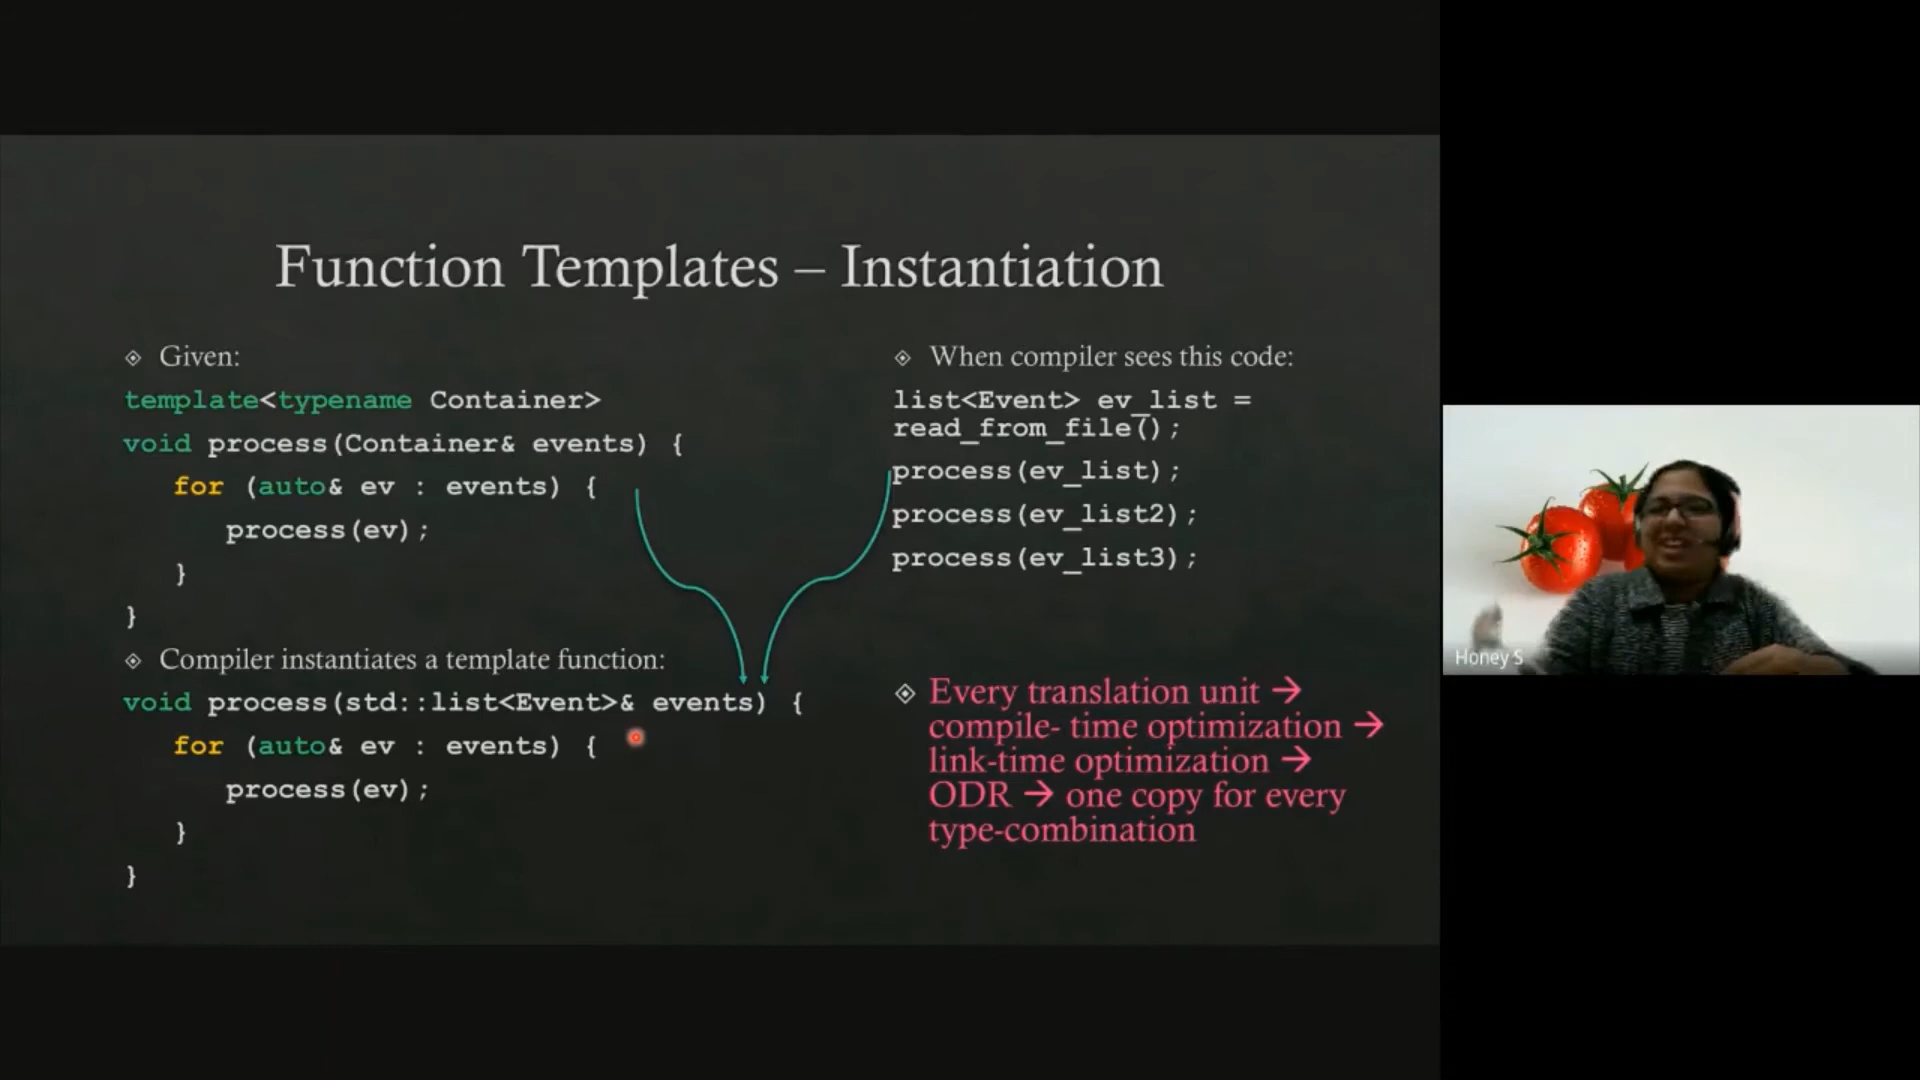 Function Templates – Instantiation
Given:
template<typename Container>
void process(Container& events) {
for (auto& ev : events) {
process(ev);
}
}
Compiler instantiates a template function:
void process(std::list<Event>& events) {
for (auto& ev : events) {
process(ev);
}
}
When compiler sees this code:
list<Event> ev_list =
read_from_file();
process(ev_list);
process(ev_list2);
process(ev_list3);
Every translation unit →
compile- time optimization →
link-time optimization →
ODR → one copy for every
type-combination
Honey S